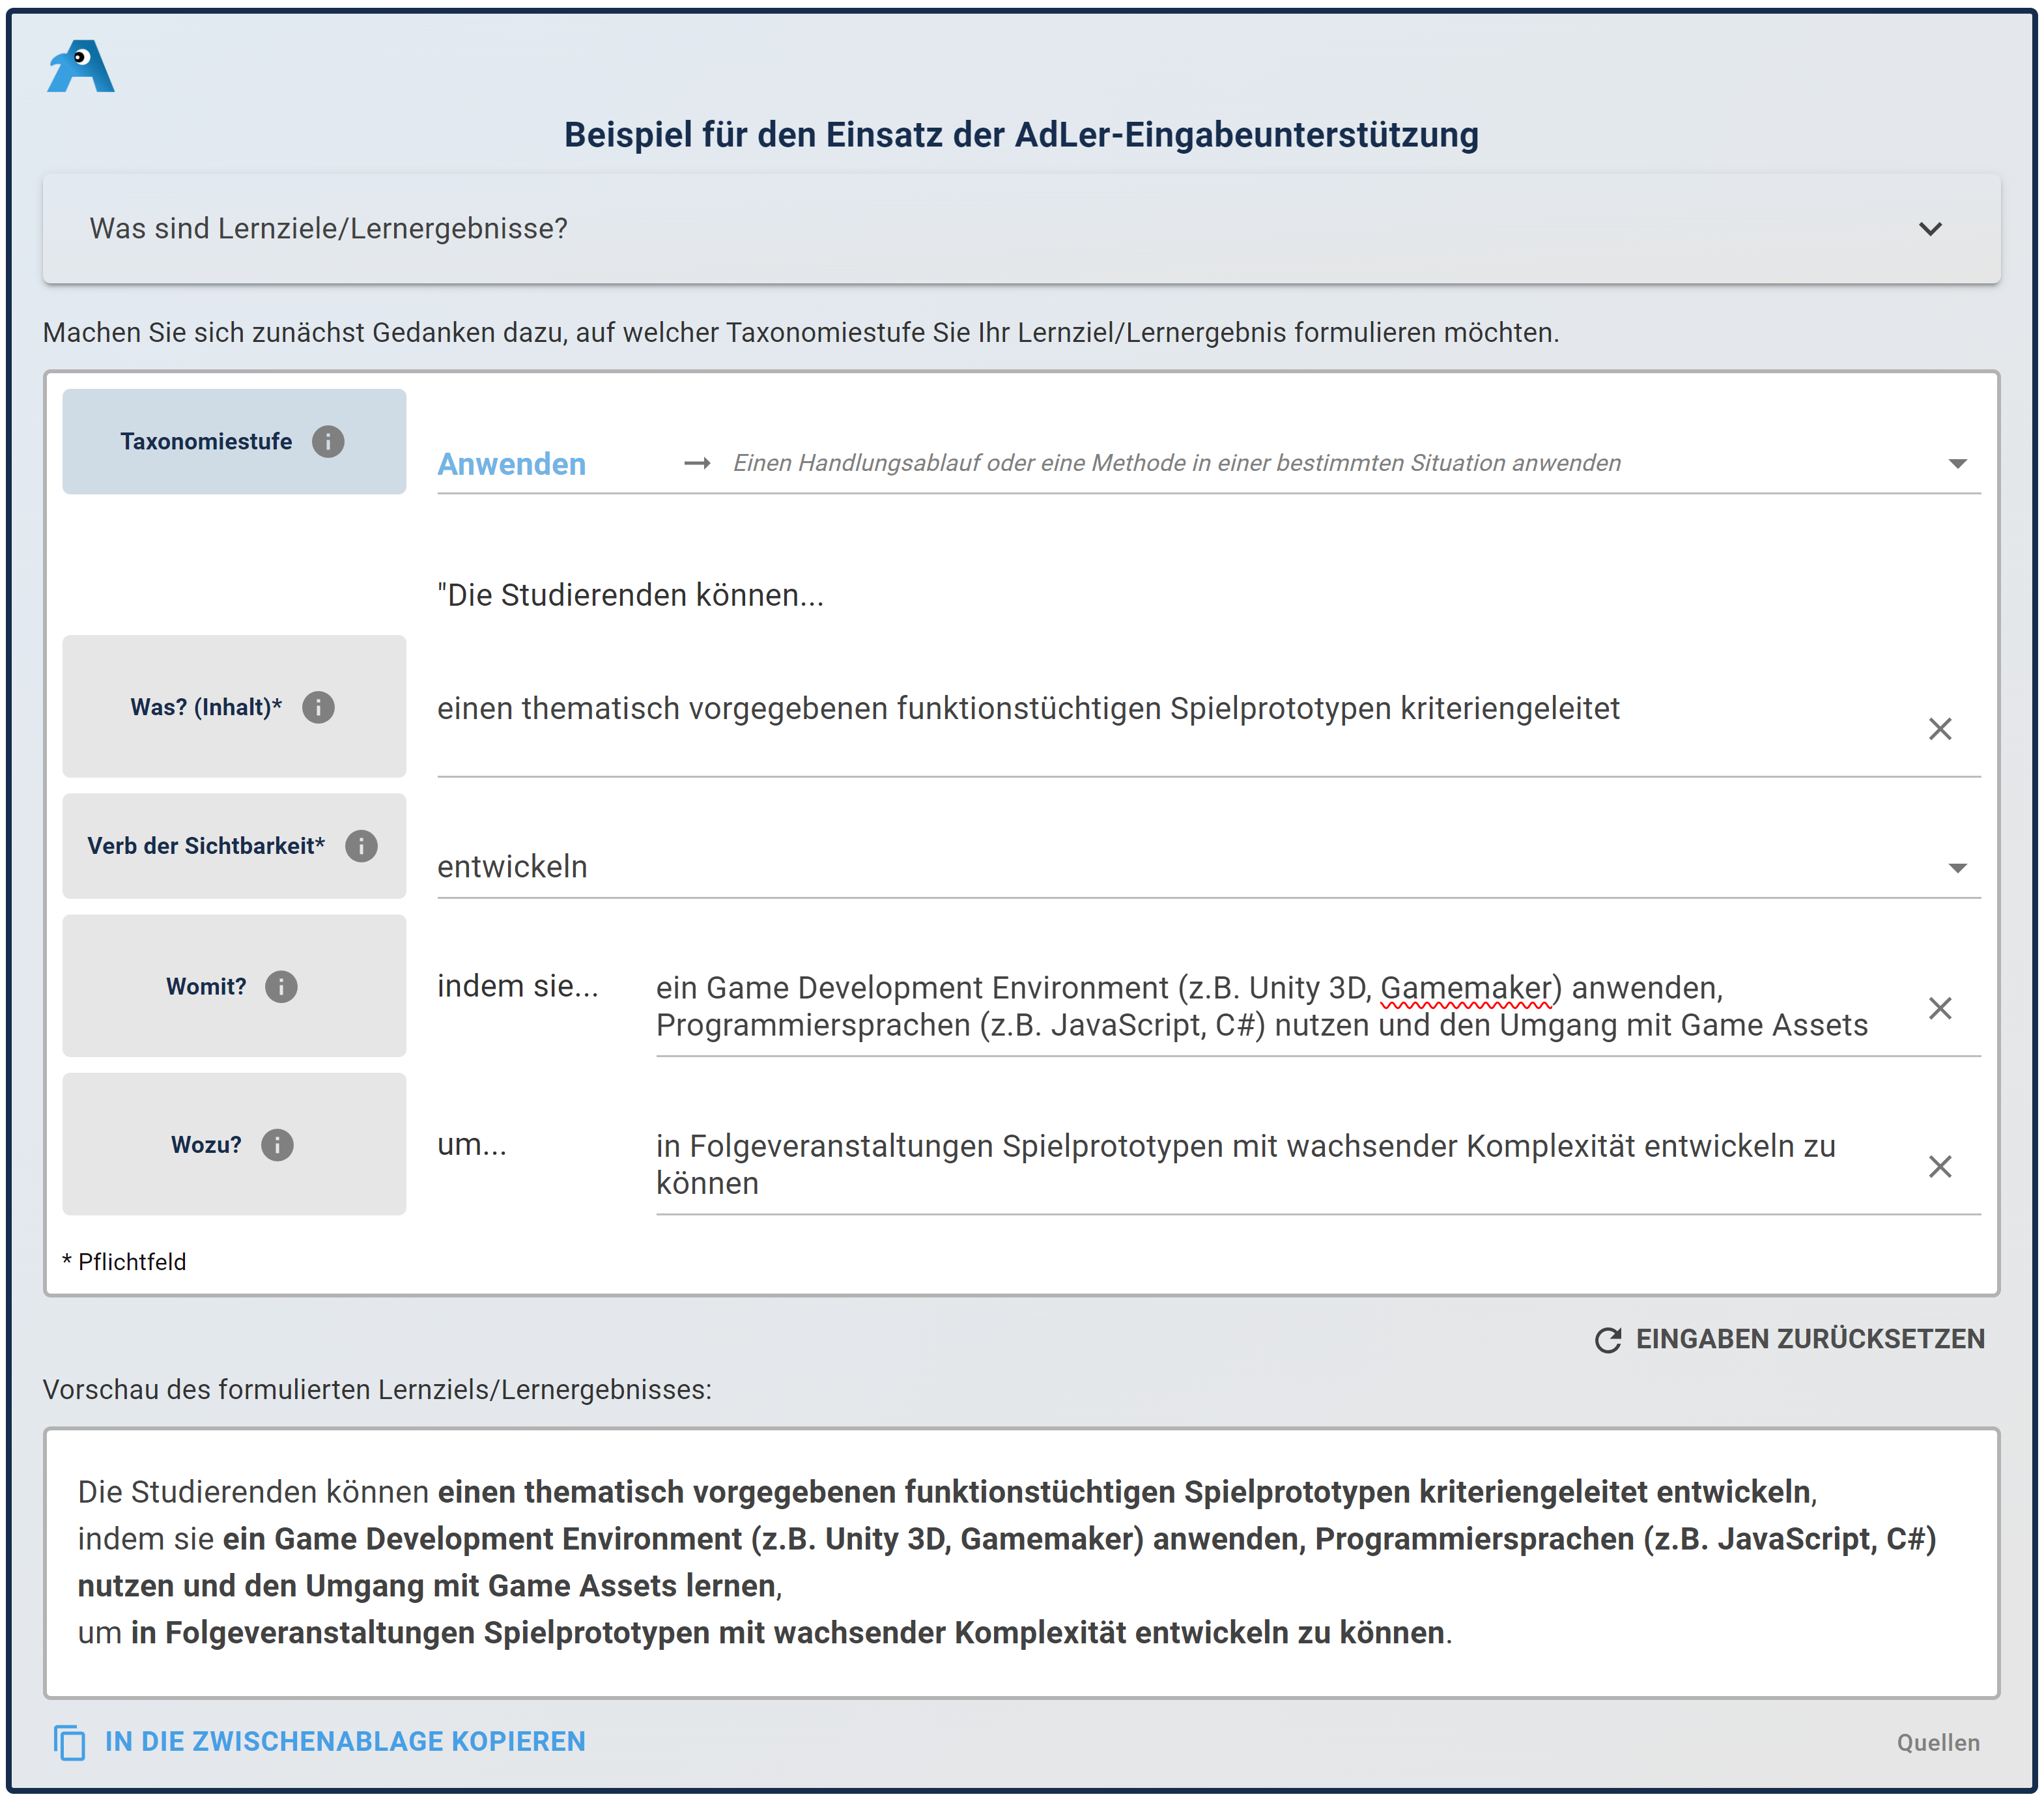 Beispiel für den Einsatz der AdLer-Eingabeunterstützung
Was sind Lernziele/Lernergebnisse?
Machen Sie sich zunächst Gedanken dazu, auf welcher Taxonomiestufe Sie Ihr Lernziel/Lernergebnis formulieren möchten.
Taxonomiestufe
Anwenden → Einen Handlungsablauf oder eine Methode in einer bestimmten Situation anwenden
"Die Studierenden können...
Was? (Inhalt)*
einen thematisch vorgegebenen funktionstüchtigen Spielprototypen kriteriengeleitet
Verb der Sichtbarkeit*
entwickeln
Womit?
indem sie...
ein Game Development Environment (z.B. Unity 3D, Gamemaker) anwenden,
Programmiersprachen (z.B. JavaScript, C#) nutzen und den Umgang mit Game Assets
Wozu?
um...
in Folgeveranstaltungen Spielprototypen mit wachsender Komplexität entwickeln zu
können
* Pflichtfeld
EINGABEN ZURÜCKSETZEN
Vorschau des formulierten Lernziels/Lernergebnisses:
Die Studierenden können einen thematisch vorgegebenen funktionstüchtigen Spielprototypen kriteriengeleitet entwickeln,
indem sie ein Game Development Environment (z.B. Unity 3D, Gamemaker) anwenden, Programmiersprachen (z.B. JavaScript, C#)
nutzen und den Umgang mit Game Assets lernen,
um in Folgeveranstaltungen Spielprototypen mit wachsender Komplexität entwickeln zu können.
IN DIE ZWISCHENABLAGE KOPIEREN
Quellen